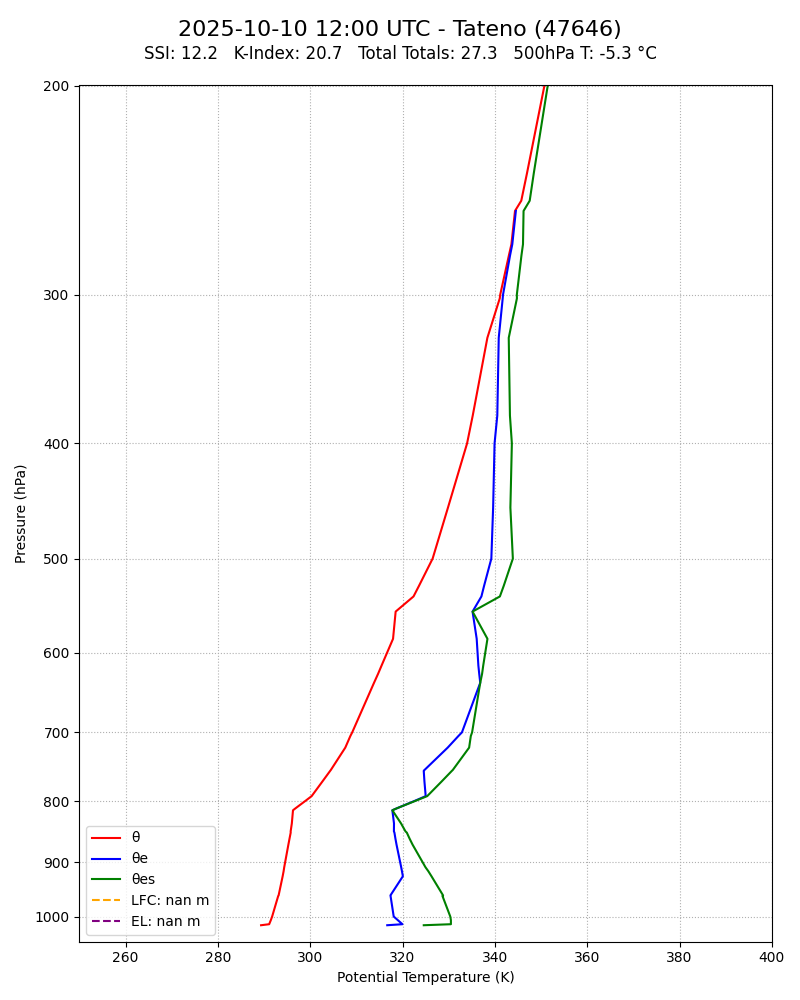 2025-10-10 12:00 UTC - Tateno (47646)
SSI: 12.2   K-Index: 20.7   Total Totals: 27.3   500hPa T: -5.3 °C
200
300
400
500
600
700
800
900
1000
Pressure (hPa)
θ
θe
θes
LFC: nan m
EL: nan m
260 280 300 320 340 360 380 400
Potential Temperature (K)